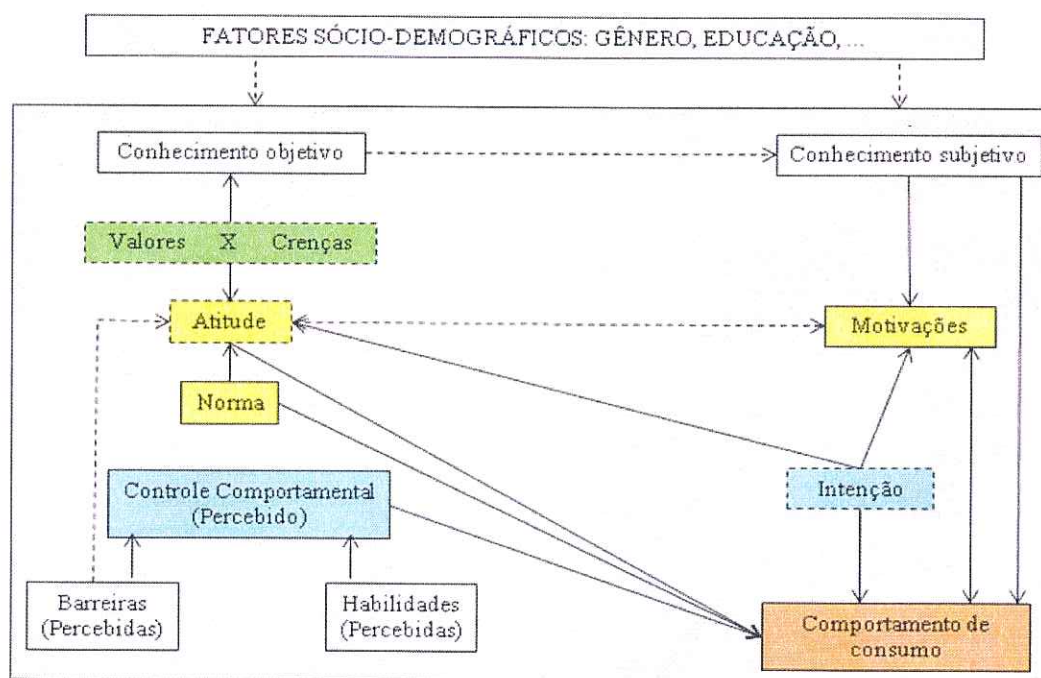 FATORES SÓCIO-DEMOGRÁFICOS: GÊNERO, EDUCAÇÃO, ...
Conhecimento objetivo
Conhecimento subjetivo
Valores X Crenças
Atitude
Motivações
Norma
Controle Comportamental
(Percebido)
Intenção
Barreiras
(Percebidas)
Habilidades
(Percebidas)
Comportamento de
consumo